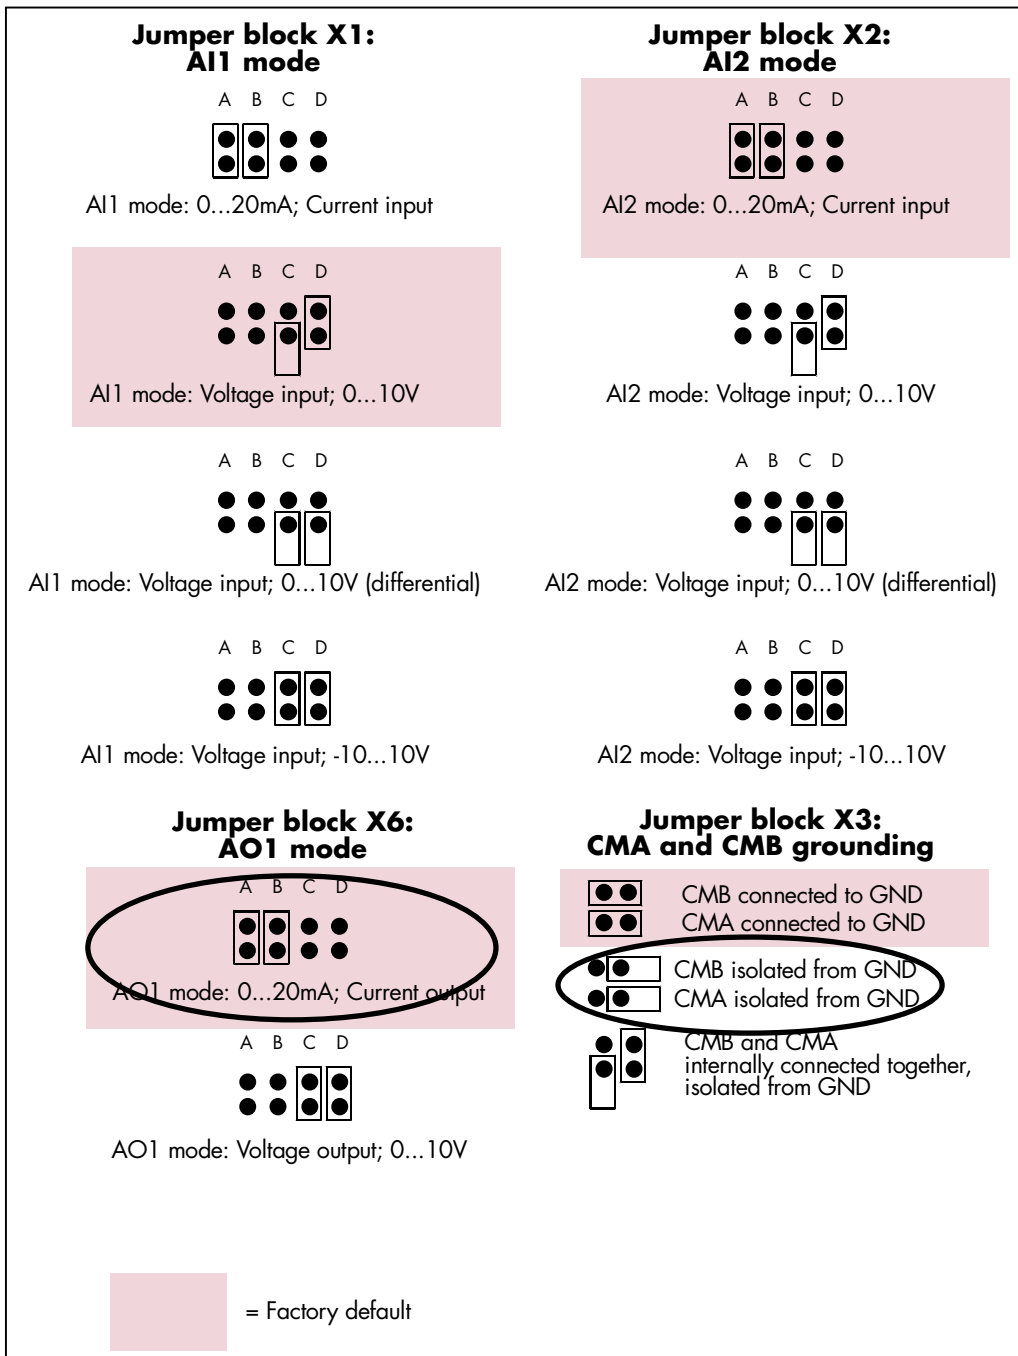 Jumper block X1:
AI1 mode
A B C D
AI1 mode: 0...20mA; Current input
A B C D
AI1 mode: Voltage input; 0...10V
A B C D
AI1 mode: Voltage input; 0...10V (differential)
A B C D
AI1 mode: Voltage input; -10...10V
Jumper block X2:
AI2 mode
A B C D
AI2 mode: 0...20mA; Current input
A B C D
AI2 mode: Voltage input; 0...10V
A B C D
AI2 mode: Voltage input; 0...10V (differential)
A B C D
AI2 mode: Voltage input; -10...10V
Jumper block X6:
AO1 mode
A B C D
AO1 mode: 0...20mA; Current output
A B C D
AO1 mode: Voltage output; 0...10V
Jumper block X3:
CMA and CMB grounding
CMB connected to GND
CMA connected to GND
CMB isolated from GND
CMA isolated from GND
CMB and CMA
internally connected together,
isolated from GND
= Factory default